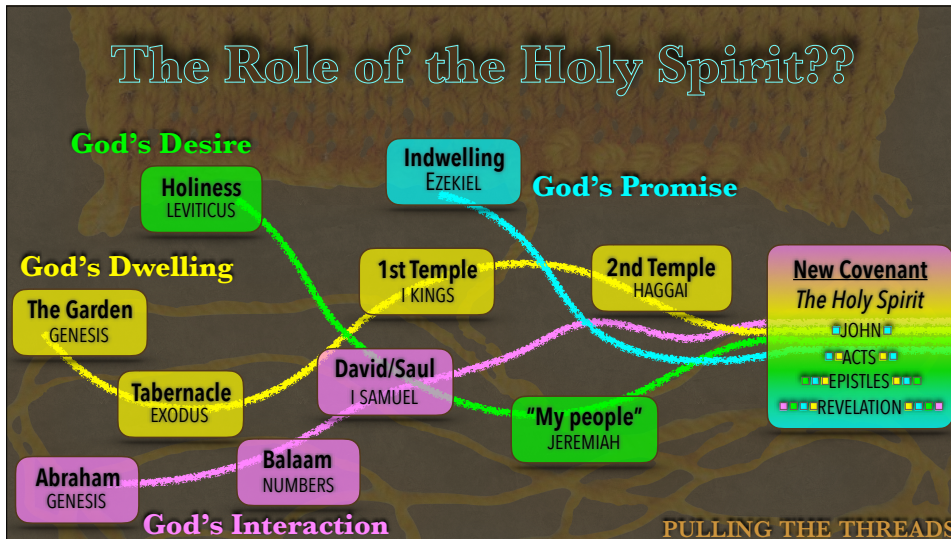 The Role of the Holy Spirit??
God's Desire
Holiness
LEVITICUS
Indwelling
EZEKIEL
God's Promise
God's Dwelling
The Garden
GENESIS
Tabernacle
EXODUS
1st Temple
I KINGS
2nd Temple
HAGGAI
David/Saul
I SAMUEL
"My people"
JEREMIAH
Abraham
GENESIS
Balaam
NUMBERS
God's Interaction
New Covenant
The Holy Spirit
JOHN
ACTS
EPISTLES
REVELATION
PULLING THE THREADS